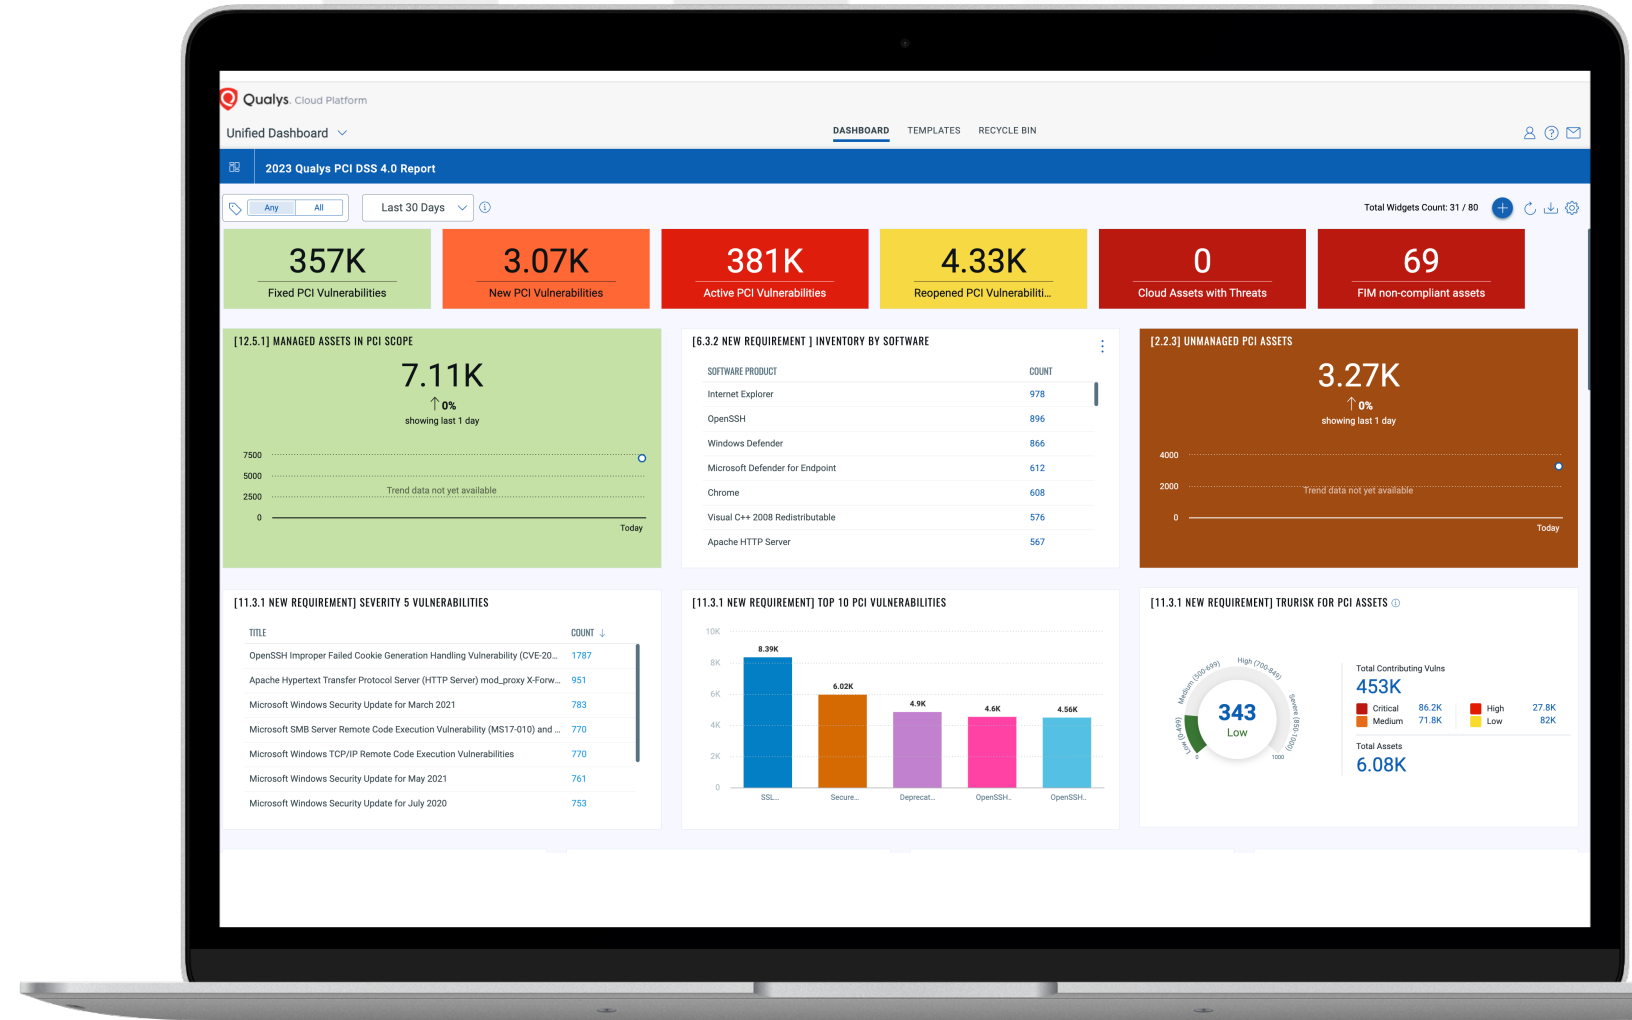 Qualys. Cloud Platform
Unified Dashboard
DASHBOARD TEMPLATES RECYCLE BIN
2023 Qualys PCI DSS 4.0 Report
Any All
Last 30 Days
Total Widgets Count: 31 / 80
357K
Fixed PCI Vulnerabilities
3.07K
New PCI Vulnerabilities
381K
Active PCI Vulnerabilities
4.33K
Reopened PCI Vulnerabiliti...
0
Cloud Assets with Threats
69
FIM non-compliant assets
[12.5.1] MANAGED ASSETS IN PCI SCOPE
7.11K
↑ 0%
showing last 1 day
7500
5000
2500
0
Trend data not yet available
Today
[6.3.2 NEW REQUIREMENT ] INVENTORY BY SOFTWARE
SOFTWARE PRODUCT COUNT
Internet Explorer 978
OpenSSH 896
Windows Defender 866
Microsoft Defender for Endpoint 612
Chrome 608
Visual C++ 2008 Redistributable 576
Apache HTTP Server 567
[2.2.3] UNMANAGED PCI ASSETS
3.27K
↑ 0%
showing last 1 day
4000
2000
0
Trend data not yet available
Today
[11.3.1 NEW REQUIREMENT] SEVERITY 5 VULNERABILITIES
TITLE COUNT ↓
OpenSSH Improper Failed Cookie Generation Handling Vulnerability (CVE-20... 1787
Apache Hypertext Transfer Protocol Server (HTTP Server) mod_proxy X-Forw... 951
Microsoft Windows Security Update for March 2021 783
Microsoft SMB Server Remote Code Execution Vulnerability (MS17-010) and ... 770
Microsoft Windows TCP/IP Remote Code Execution Vulnerabilities 770
Microsoft Windows Security Update for May 2021 761
Microsoft Windows Security Update for July 2020 753
[11.3.1 NEW REQUIREMENT] TOP 10 PCI VULNERABILITIES
10K
8K
6K
4K
2K
0
8.39K
6.02K
4.9K
4.6K
4.56K
SSL...
Secure...
Deprecat...
OpenSSH..
OpenSSH..
[11.3.1 NEW REQUIREMENT] TRURISK FOR PCI ASSETS
Low (0-499)
Medium (500-699)
High (700-849)
Severe (850-1000)
343
Low
0
1000
Total Contributing Vulns
453K
Critical 86.2K
High 27.8K
Medium 71.8K
Low 82K
Total Assets
6.08K